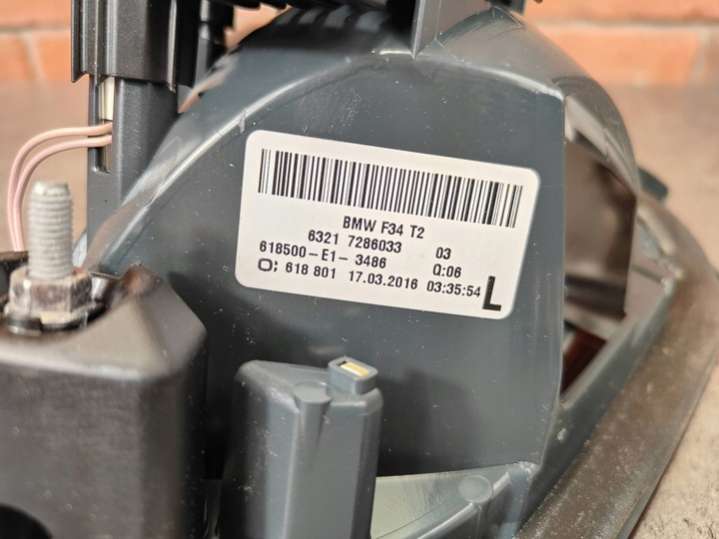 BMW F34 T2
6321 7286033 03
618500-E1- 3486 Q:06
O; 618 801 17.03.2016 03:35:54 L